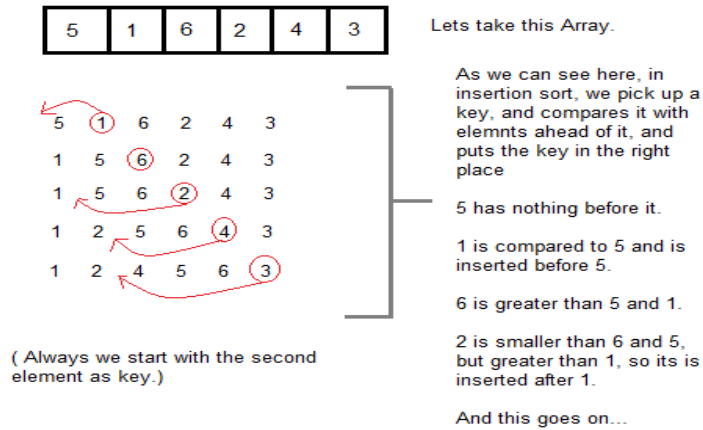 5 1 6 2 4 3
Lets take this Array.
5 1 6 2 4 3
1 5 6 2 4 3
1 5 6 2 4 3
1 2 5 6 4 3
1 2 4 5 6 3
( Always we start with the second
element as key.)
As we can see here, in
insertion sort, we pick up a
key, and compares it with
elemnts ahead of it, and
puts the key in the right
place
5 has nothing before it.
1 is compared to 5 and is
inserted before 5.
6 is greater than 5 and 1.
2 is smaller than 6 and 5,
but greater than 1, so its is
inserted after 1.
And this goes on...